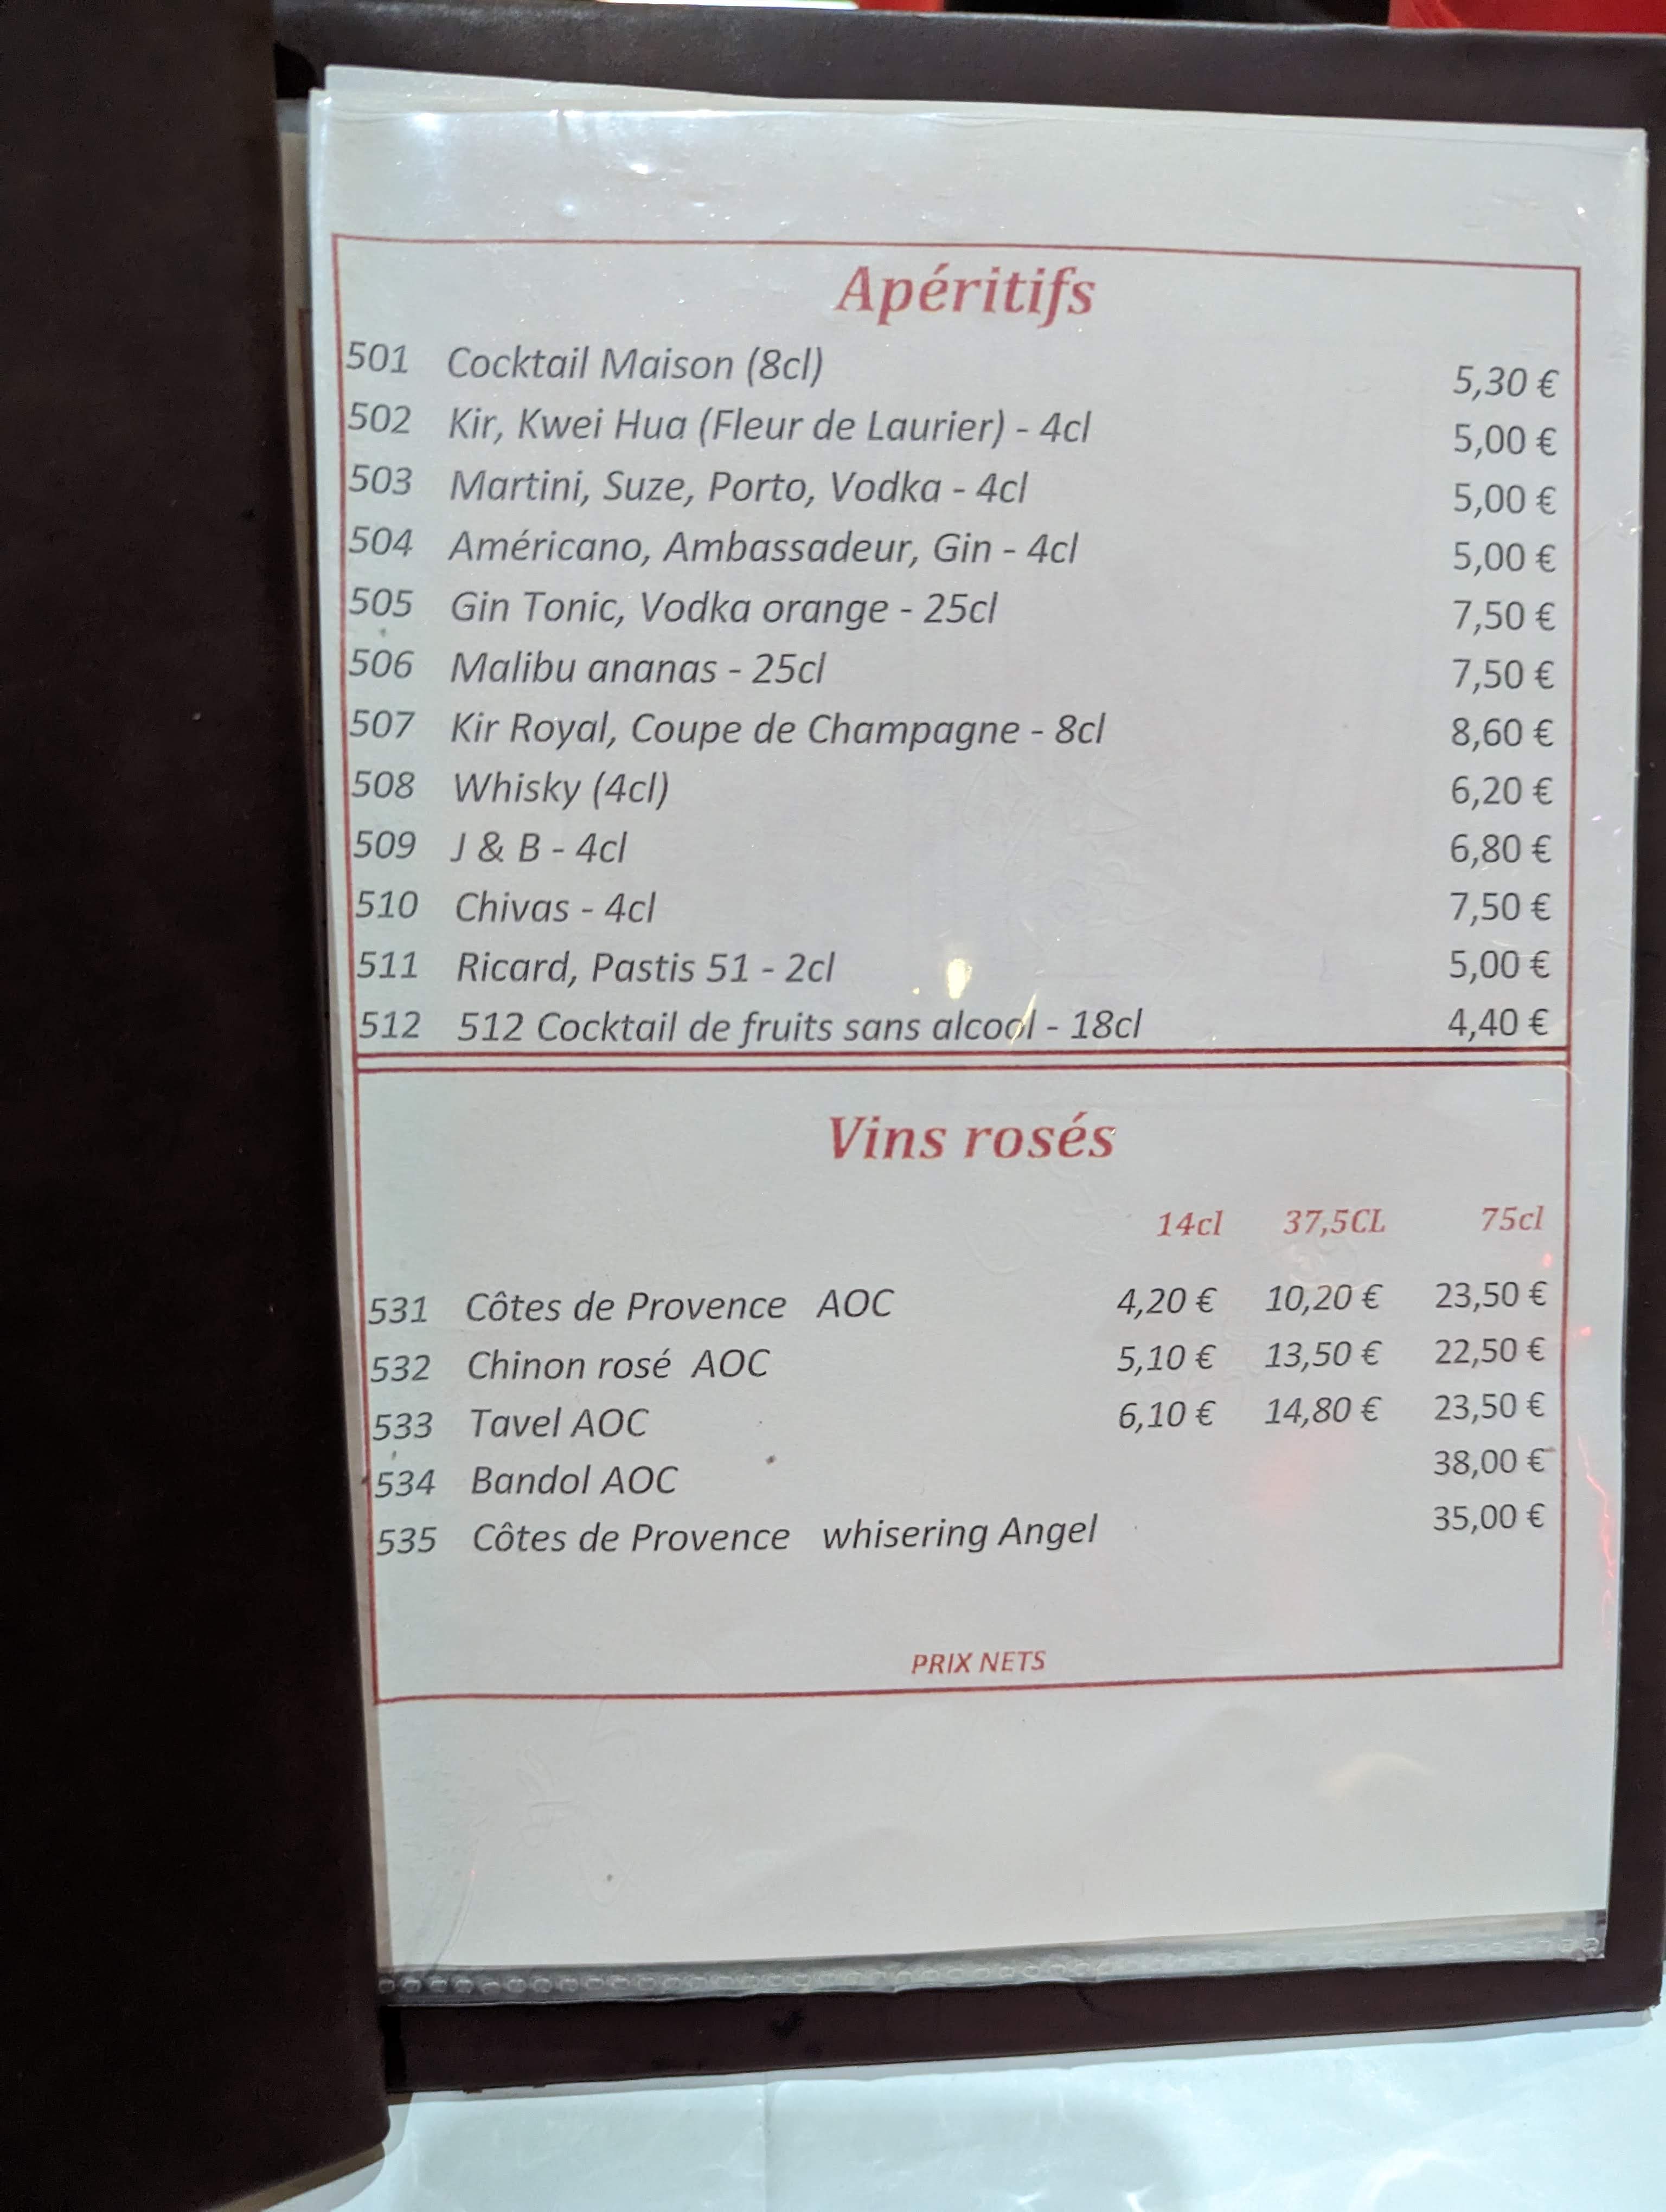 Apéritifs
501 Cocktail Maison (8cl) 5,30 €
502 Kir, Kwei Hua (Fleur de Laurier) - 4cl 5,00 €
503 Martini, Suze, Porto, Vodka - 4cl 5,00 €
504 Américano, Ambassadeur, Gin - 4cl 5,00 €
505 Gin Tonic, Vodka orange - 25cl 7,50 €
506 Malibu ananas - 25cl 7,50 €
507 Kir Royal, Coupe de Champagne - 8cl 8,60 €
508 Whisky (4cl) 6,20 €
509 J & B - 4cl 6,80 €
510 Chivas - 4cl 7,50 €
511 Ricard, Pastis 51 - 2cl 5,00 €
512 512 Cocktail de fruits sans alcool - 18cl 4,40 €
Vins rosés
14cl 37,5CL 75cl
531 Côtes de Provence AOC 4,20 € 10,20 € 23,50 €
532 Chinon rosé AOC 5,10 € 13,50 € 22,50 €
533 Tavel AOC 6,10 € 14,80 € 23,50 €
534 Bandol AOC 38,00 €
535 Côtes de Provence whisering Angel 35,00 €
PRIX NETS